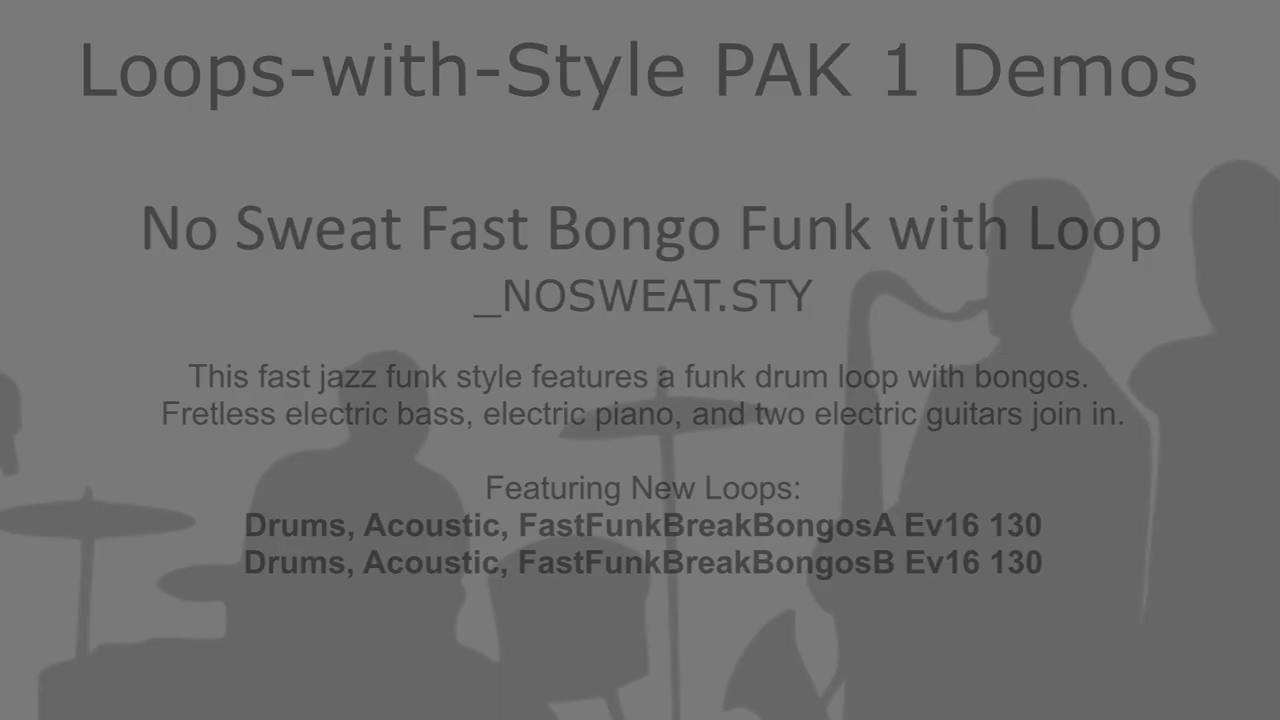 Loops-with-Style PAK 1 Demos
No Sweat Fast Bongo Funk with Loop
_NOSWEAT.STY
This fast jazz funk style features a funk drum loop with bongos.
Fretless electric bass, electric piano, and two electric guitars join in.
Featuring New Loops:
Drums, Acoustic, FastFunkBreakBongosA Ev16 130
Drums, Acoustic, FastFunkBreakBongosB Ev16 130